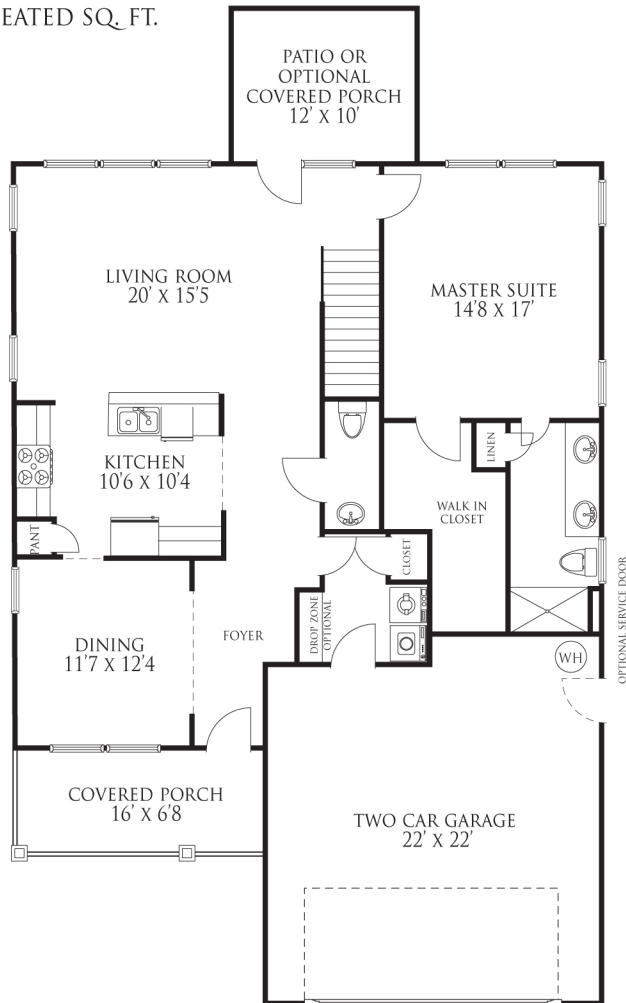 EATED SQ. FT.
PATIO OR
OPTIONAL
COVERED PORCH
12' X 10'
LIVING ROOM
20' X 15'5
MASTER SUITE
14'8 X 17'
KITCHEN
10'6 X 10'4
LINEN
WALK IN
CLOSET
PANT
CLOSET
DROP ZONE
OPTIONAL
FOYER
DINING
11'7 X 12'4
WH
OPTIONAL SERVICE DOOR
COVERED PORCH
16' X 6'8
TWO CAR GARAGE
22' X 22'